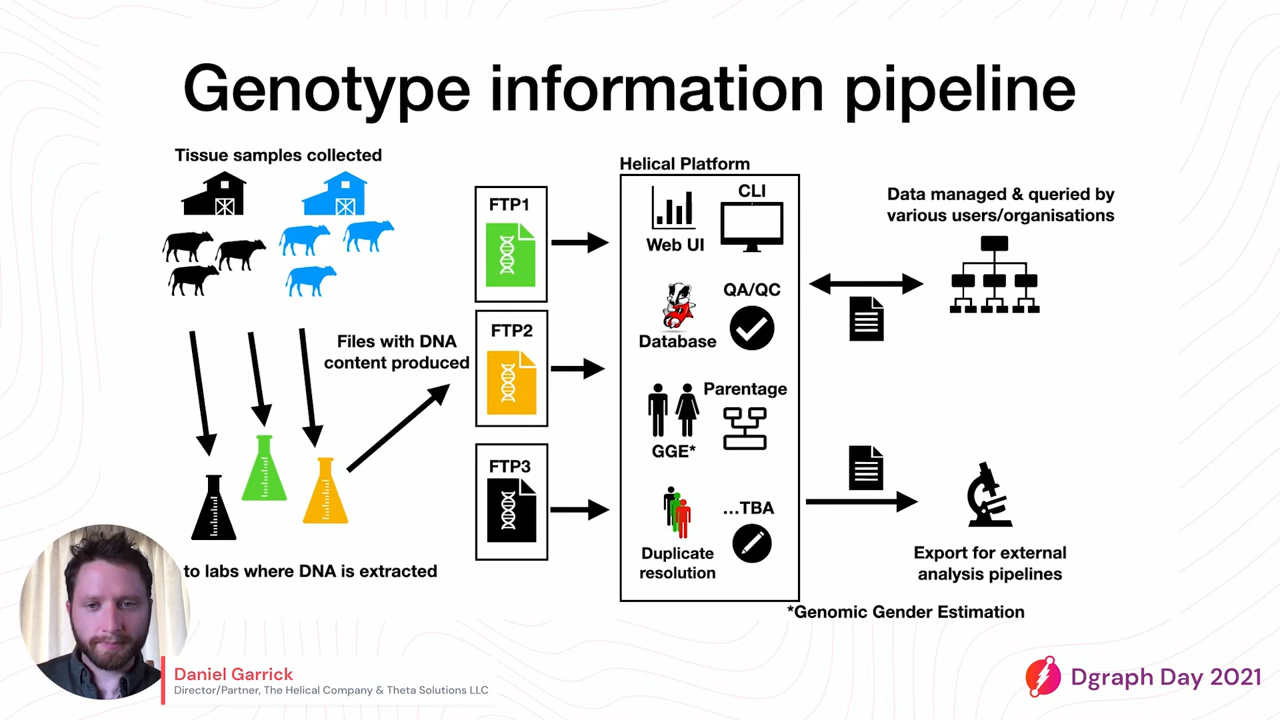 Genotype information pipeline
Tissue samples collected
Files with DNA
content produced
to labs where DNA is extracted
FTP1
FTP2
FTP3
Helical Platform
CLI
Web UI
QA/QC
Database
Parentage
GGE*
...TBA
Duplicate
resolution
*Genomic Gender Estimation
Data managed & queried by
various users/organisations
Export for external
analysis pipelines
Daniel Garrick
Director/Partner, The Helical Company & Theta Solutions LLC
Dgraph Day 2021